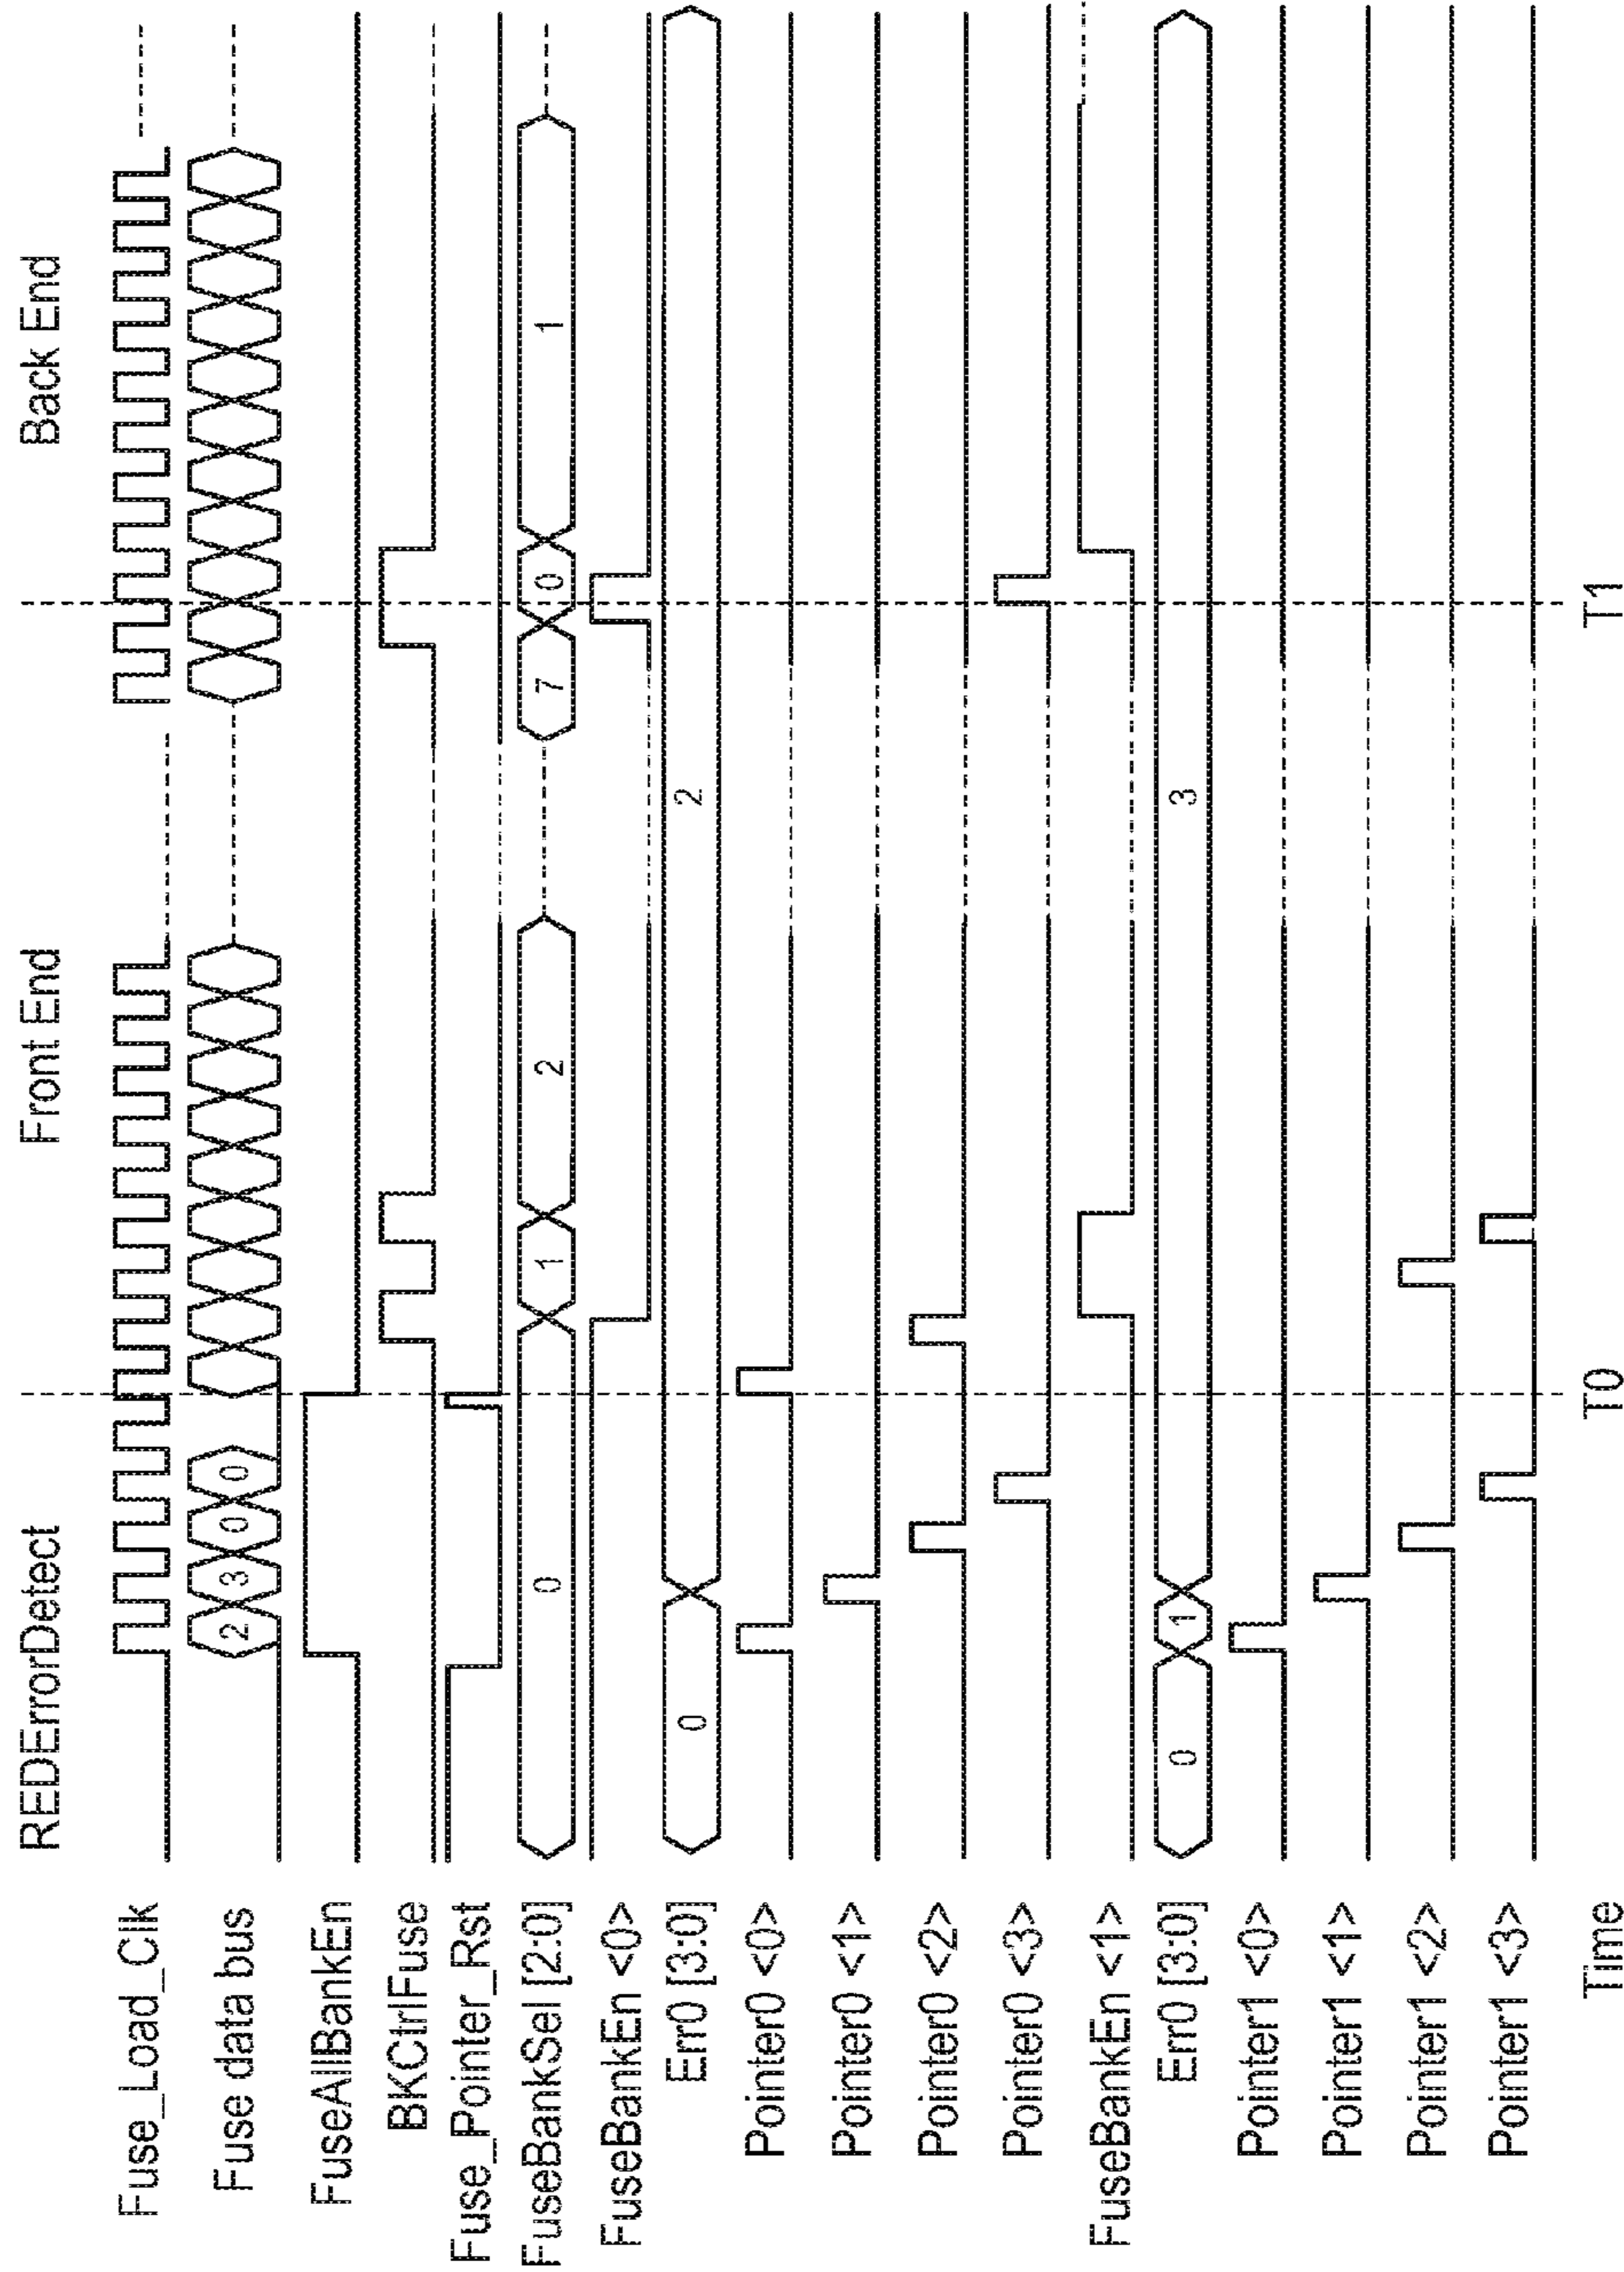 REDErrorDetect
Front End
Back End
Fuse_Load_Clk
Fuse data bus
2 3 0 0
FuseAllBankEn
BKCtrlFuse
Fuse_Pointer_Rst
FuseBankSel [2:0]
0 1 2 7 0 1
FuseBankEn <0>
Err0 [3:0]
0 2
Pointer0 <0>
Pointer0 <1>
Pointer0 <2>
Pointer0 <3>
FuseBankEn <1>
Err0 [3:0]
0 1 3
Pointer1 <0>
Pointer1 <1>
Pointer1 <2>
Pointer1 <3>
Time
T0
T1